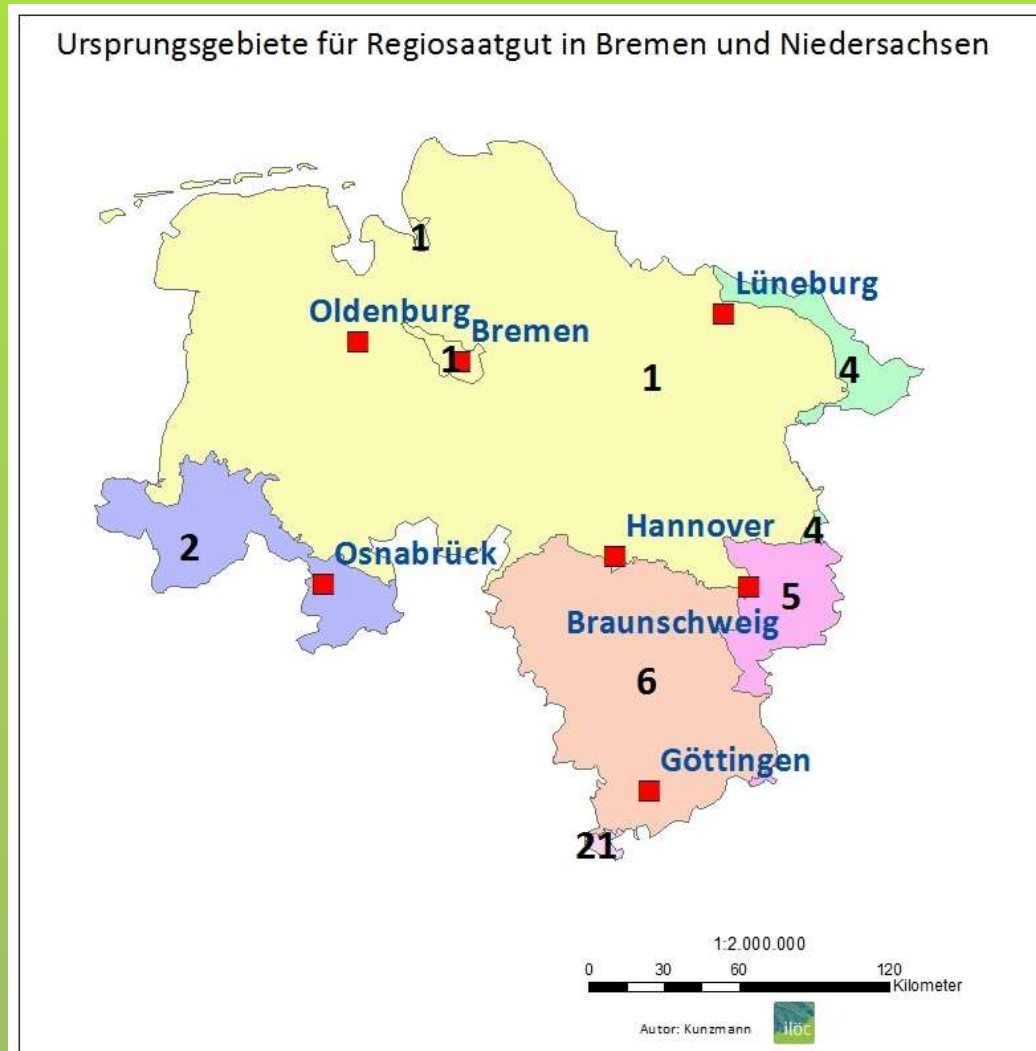 Ursprungsgebiete für Regiosaatgut in Bremen und Niedersachsen
1
Lüneburg
Oldenburg
Bremen
1
1
4
Hannover
4
2
Osnabrück
5
Braunschweig
6
Göttingen
21
1:2.000.000
0 30 60 120
Kilometer
Autor: Kunzmann
ilöc